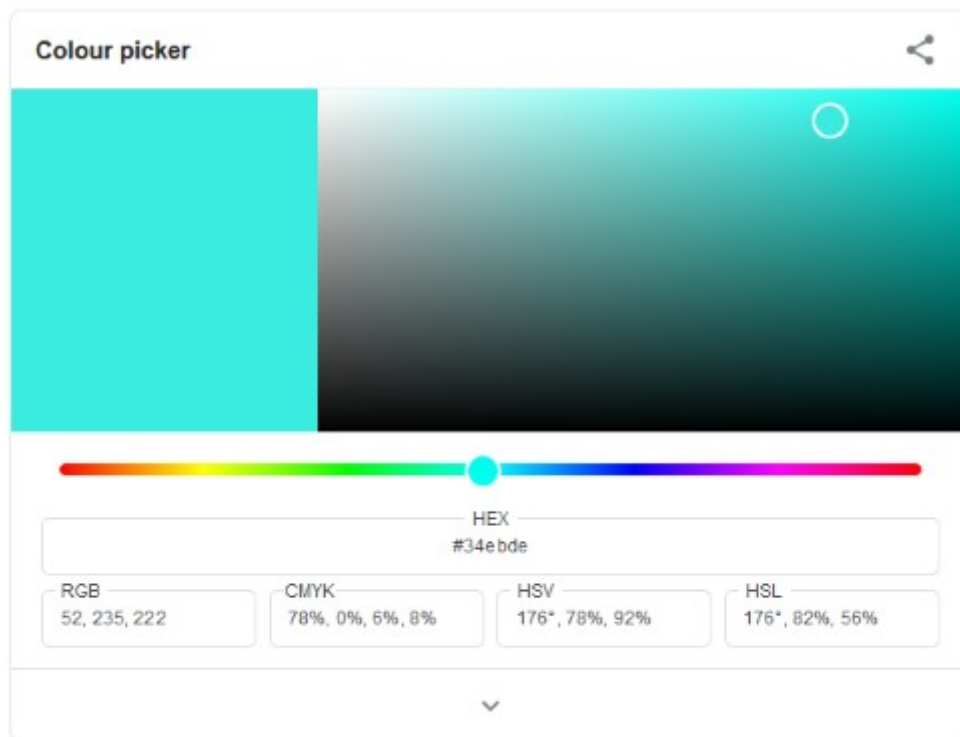 Colour picker
HEX
#34ebde
RGB
52, 235, 222
CMYK
78%, 0%, 6%, 8%
HSV
176°, 78%, 92%
HSL
176°, 82%, 56%